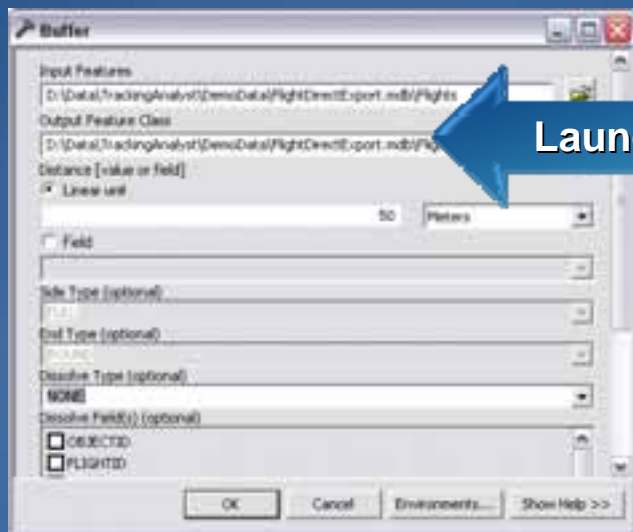 Buffer
Input Features
D:\Data\TrackingAnalyst\DemoData\FlightDirectExport.mdb\Flights
Output Feature Class
D:\Data\TrackingAnalyst\DemoData\FlightDirectExport.mdb\Flig
Laun
Distance [value or field]
Linear unit
50 Meters
Field
Side Type (optional)
FULL
End Type (optional)
ROUND
Dissolve Type (optional)
NONE
Dissolve Field(s) (optional)
OBJECTID
FLIGHTID
OK Cancel Environments... Show Help >>